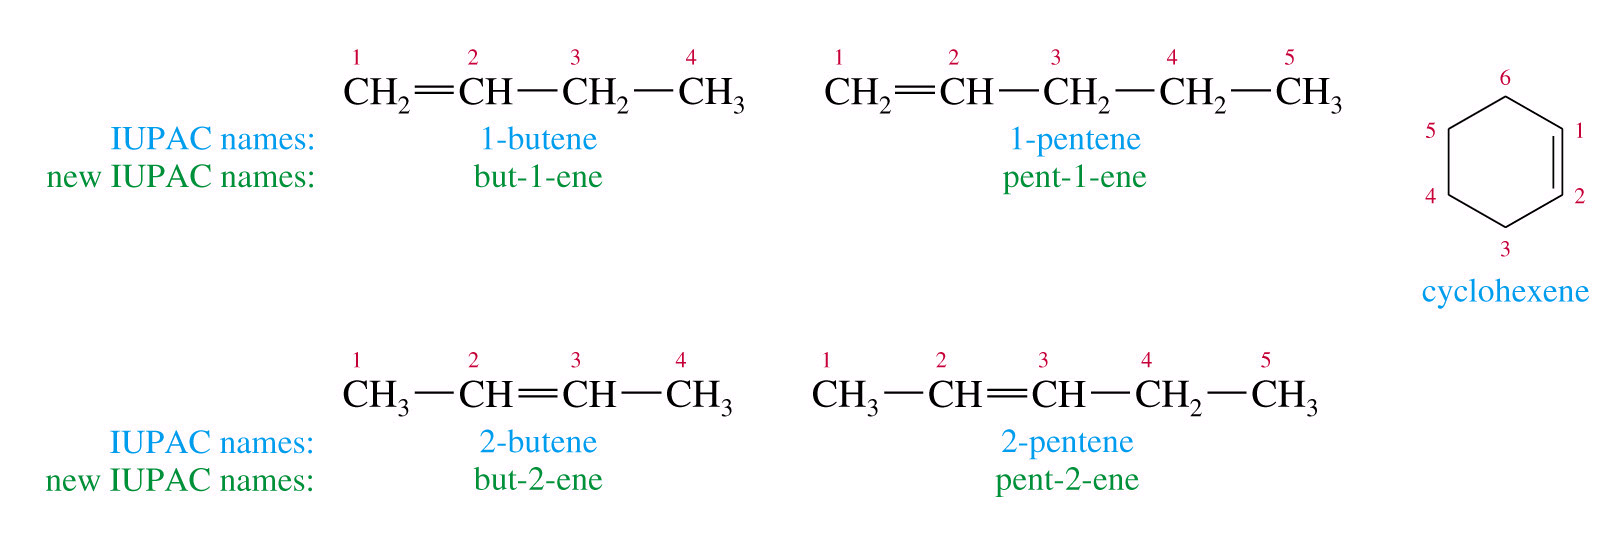 1 2 3 4
CH₂=CH—CH₂—CH₃
IUPAC names: 1-butene
new IUPAC names: but-1-ene
1 2 3 4 5
CH₂=CH—CH₂—CH₂—CH₃
1-pentene
pent-1-ene
6
5 1
4 2
3
cyclohexene
1 2 3 4
CH₃—CH=CH—CH₃
IUPAC names: 2-butene
new IUPAC names: but-2-ene
1 2 3 4 5
CH₃—CH=CH—CH₂—CH₃
2-pentene
pent-2-ene